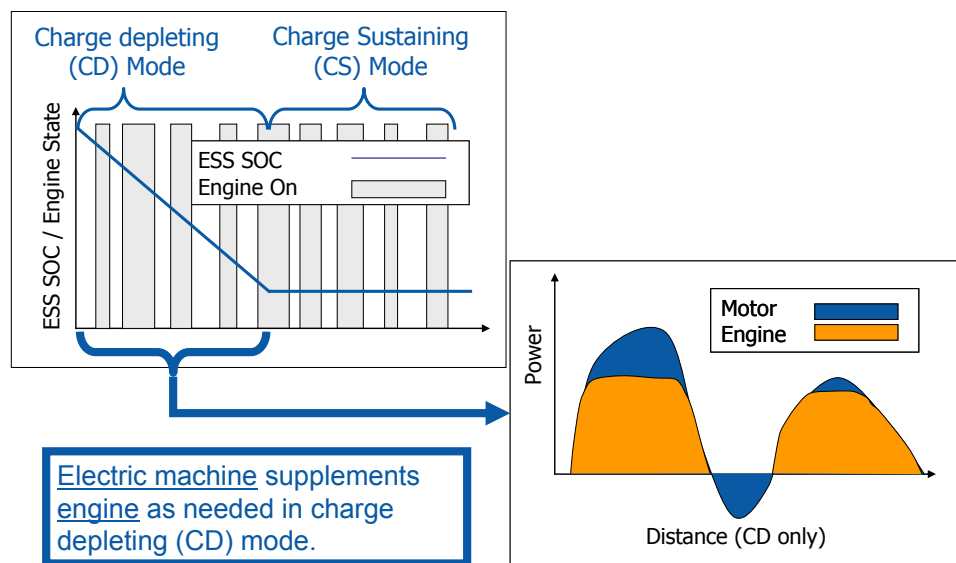 Charge depleting
(CD) Mode
Charge Sustaining
(CS) Mode
ESS SOC / Engine State
ESS SOC
Engine On
Electric machine supplements
engine as needed in charge
depleting (CD) mode.
Power
Motor
Engine
Distance (CD only)